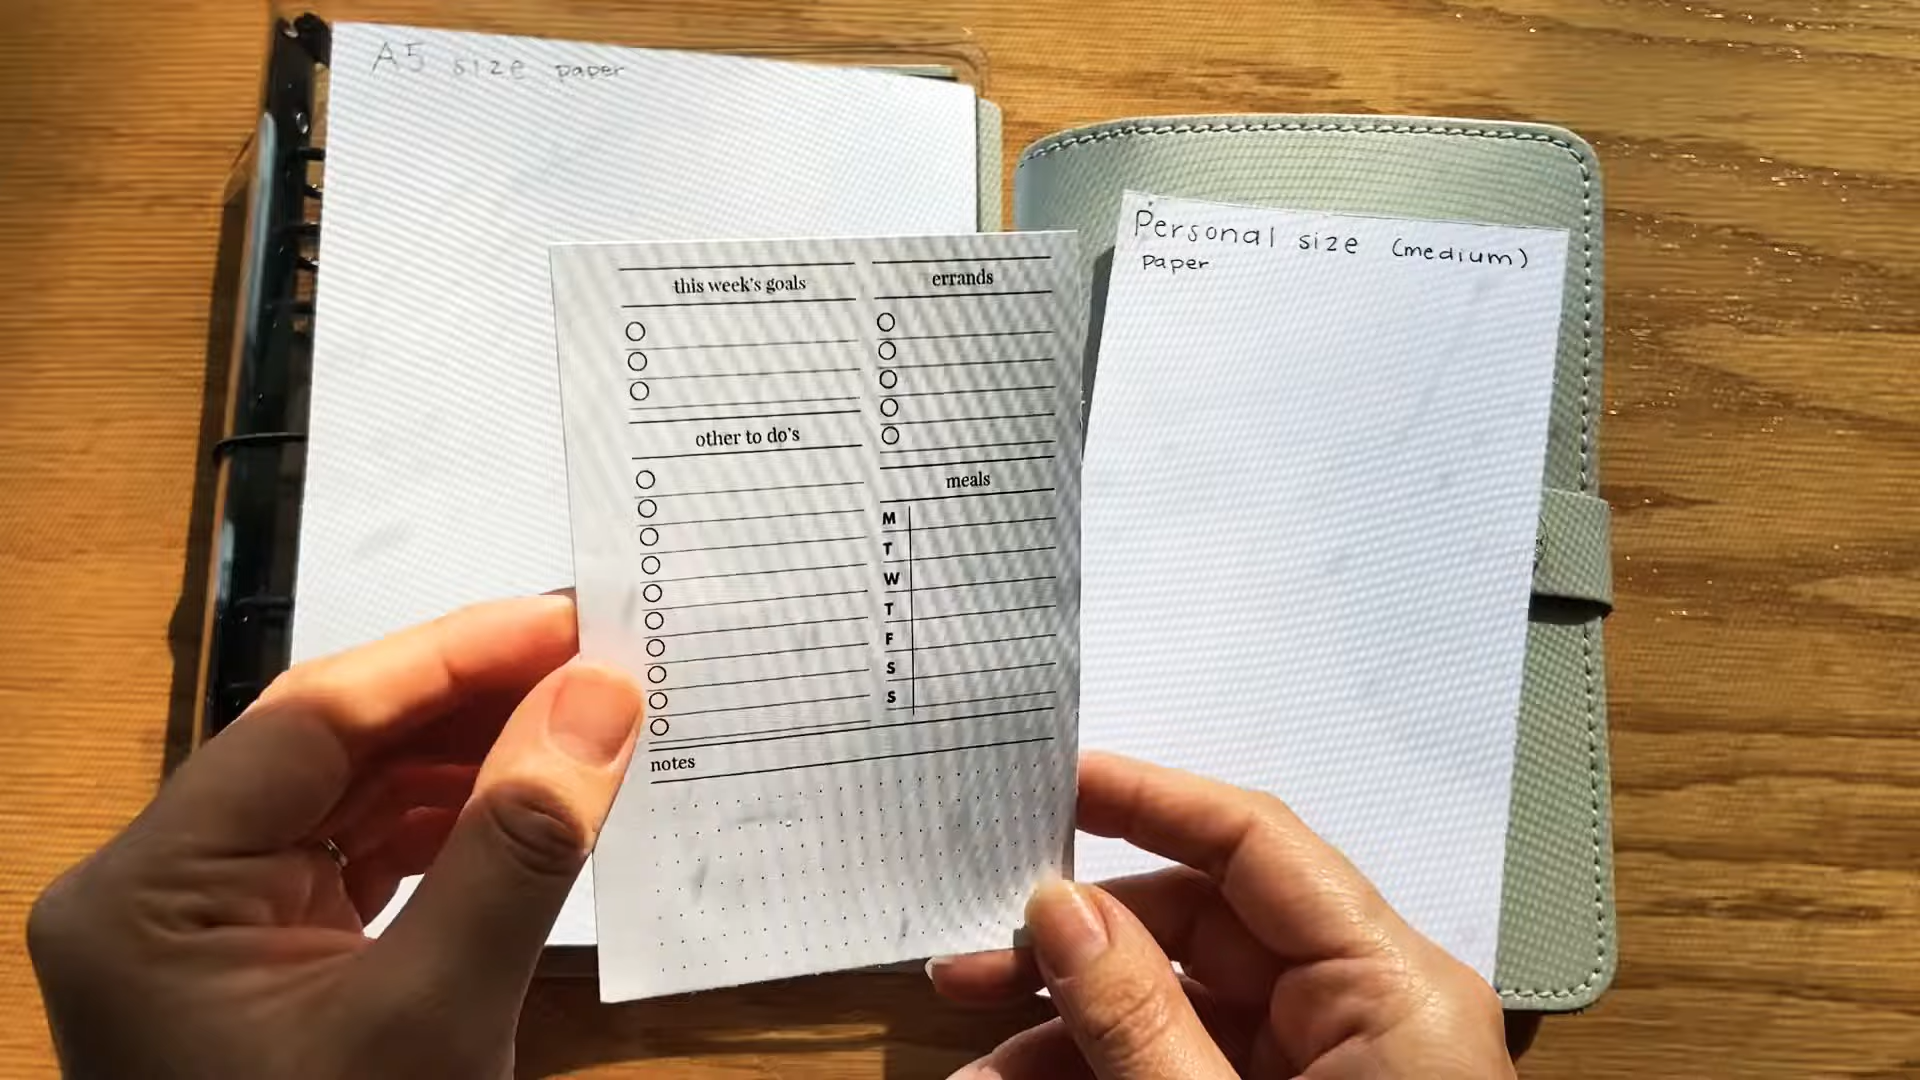 A5 size paper
Personal size (medium)
paper
this week's goals
other to do's
errands
meals
M
T
W
T
F
S
S
notes